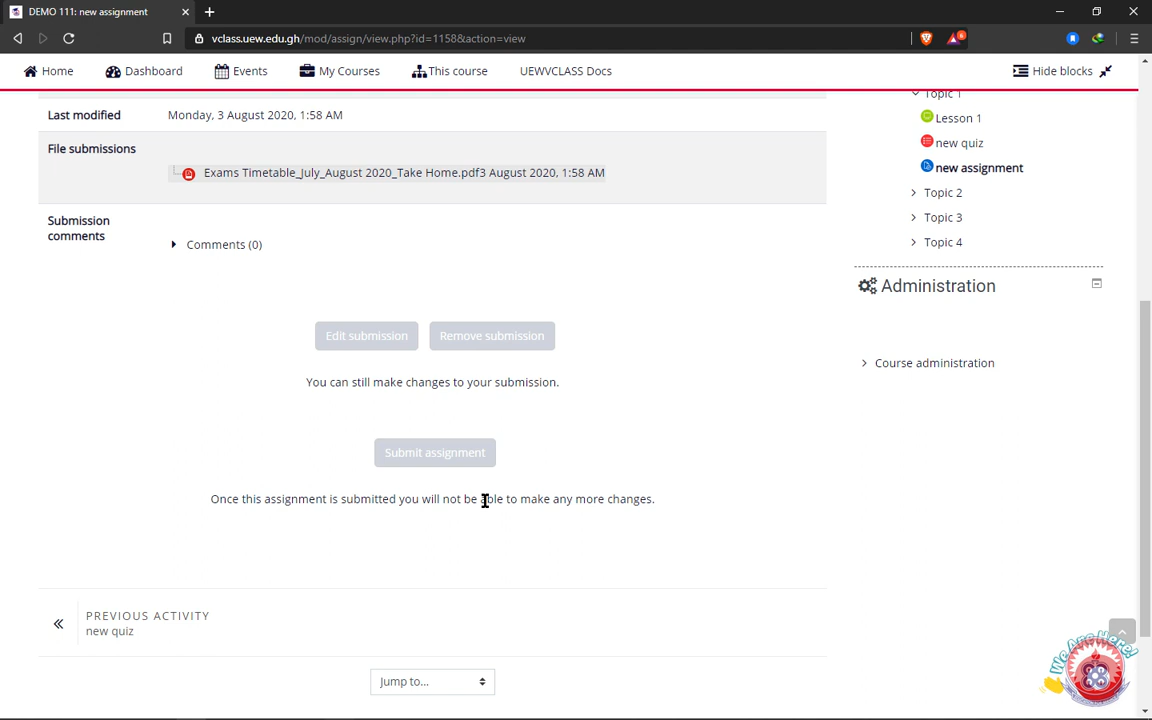 DEMO 111: new assignment
vclass.uew.edu.gh/mod/assign/view.php?id=1158&action=view
6
Home
Dashboard
Events
My Courses
This course
UEWVCLASS Docs
Hide blocks
Last modified
Monday, 3 August 2020, 1:58 AM
File submissions
Exams Timetable_July_August 2020_Take Home.pdf3 August 2020, 1:58 AM
Submission comments
Comments (0)
Edit submission
Remove submission
You can still make changes to your submission.
Submit assignment
Once this assignment is submitted you will not be able to make any more changes.
PREVIOUS ACTIVITY
new quiz
Jump to...
Topic 1
Lesson 1
new quiz
new assignment
Topic 2
Topic 3
Topic 4
Administration
Course administration
We Are Here!